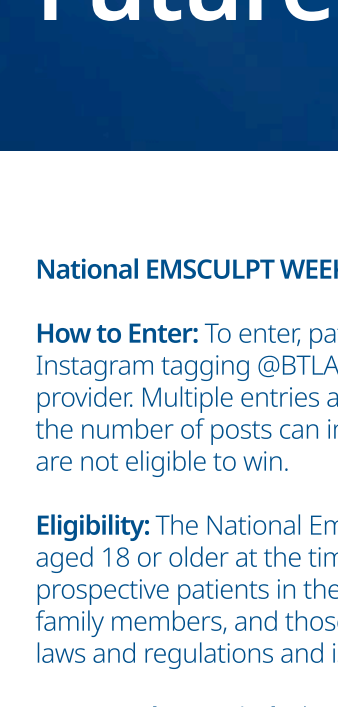 Future
National EMSCULPT WEEK
How to Enter: To enter, pa
Instagram tagging @BTLA
provider. Multiple entries a
the number of posts can i
are not eligible to win.
Eligibility: The National Em
aged 18 or older at the tim
prospective patients in the
family members, and those
laws and regulations and i